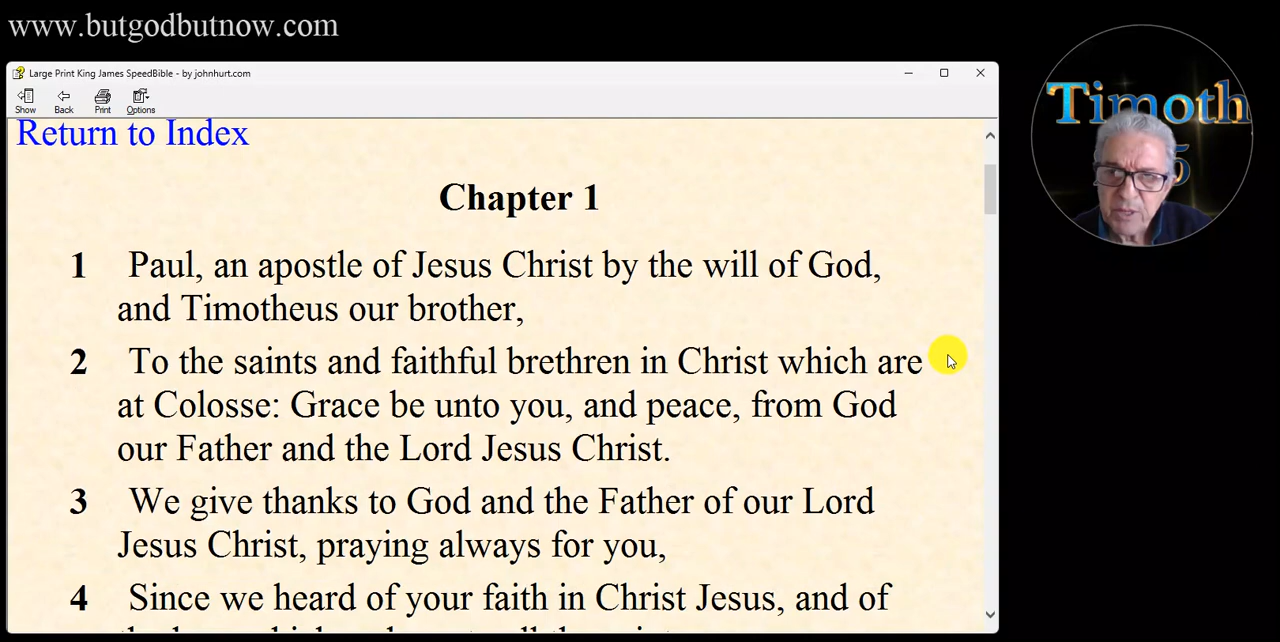 www.butgodbutnow.com
Large Print King James SpeedBible - by johnhurt.com
Show Back Print Options
Return to Index
Timoth
5
Chapter 1
1 Paul, an apostle of Jesus Christ by the will of God,
and Timotheus our brother,
2 To the saints and faithful brethren in Christ which are
at Colosse: Grace be unto you, and peace, from God
our Father and the Lord Jesus Christ.
3 We give thanks to God and the Father of our Lord
Jesus Christ, praying always for you,
4 Since we heard of your faith in Christ Jesus, and of